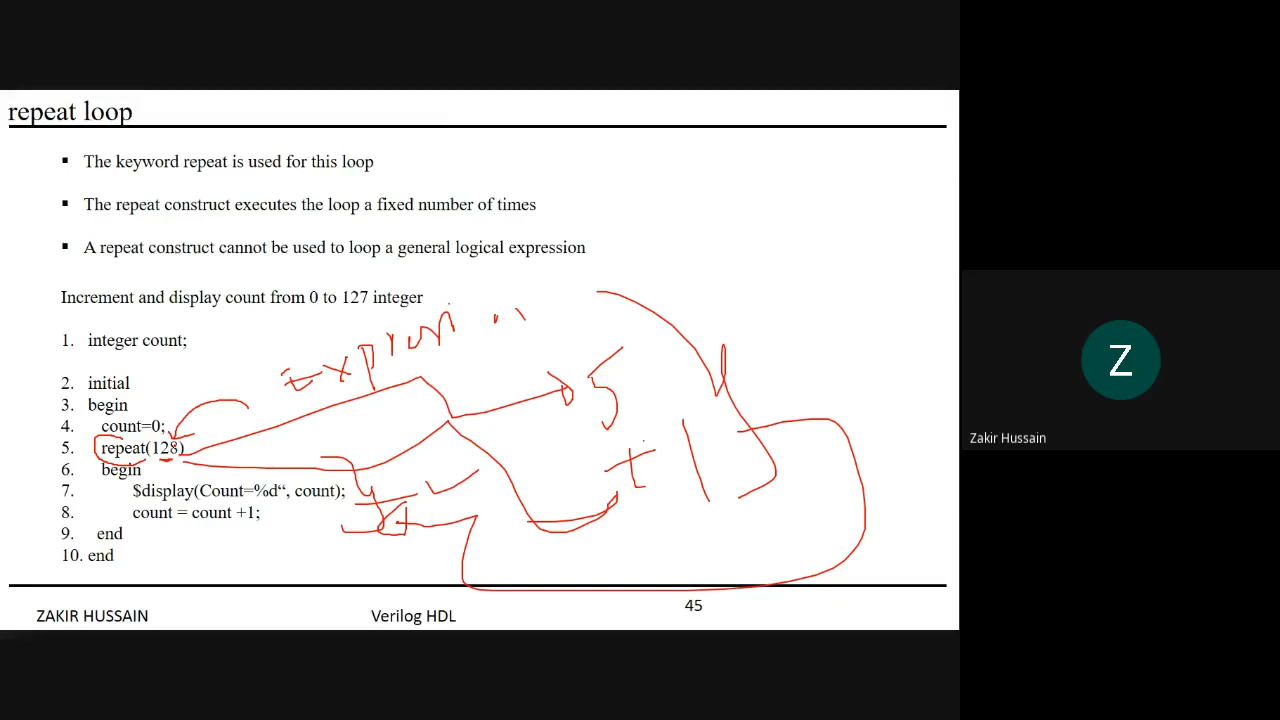 repeat loop
▪ The keyword repeat is used for this loop
▪ The repeat construct executes the loop a fixed number of times
▪ A repeat construct cannot be used to loop a general logical expression
Increment and display count from 0 to 127 integer
1. integer count;
2. initial
3. begin
4. count=0;
5. repeat(128)
6. begin
7. $display(Count=%d“, count);
8. count = count +1;
9. end
10. end
45
ZAKIR HUSSAIN Verilog HDL
Z
Zakir Hussain